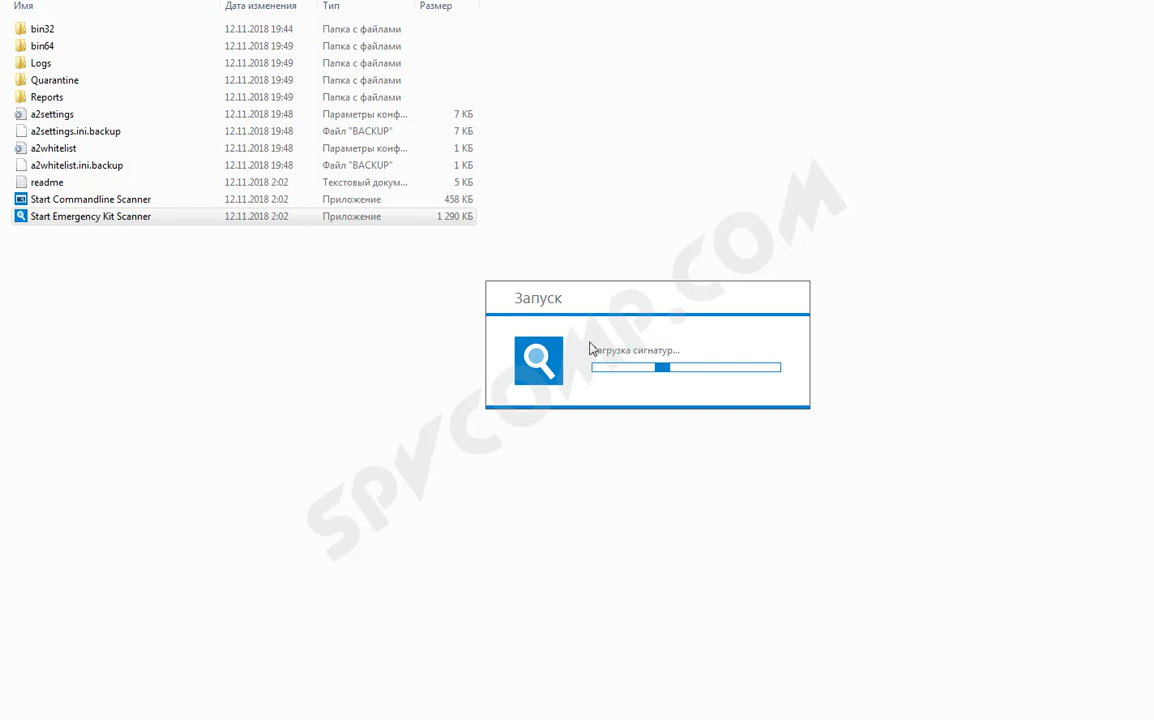 Имя Дата изменения Тип Размер
bin32 12.11.2018 19:44 Папка с файлами
bin64 12.11.2018 19:49 Папка с файлами
Logs 12.11.2018 19:49 Папка с файлами
Quarantine 12.11.2018 19:49 Папка с файлами
Reports 12.11.2018 19:49 Папка с файлами
a2settings 12.11.2018 19:48 Параметры конф... 7 КБ
a2settings.ini.backup 12.11.2018 19:48 Файл "BACKUP" 7 КБ
a2whitelist 12.11.2018 19:48 Параметры конф... 1 КБ
a2whitelist.ini.backup 12.11.2018 19:48 Файл "BACKUP" 1 КБ
readme 12.11.2018 2:02 Текстовый докум... 5 КБ
Start Commandline Scanner 12.11.2018 2:02 Приложение 458 КБ
Start Emergency Kit Scanner 12.11.2018 2:02 Приложение 1 290 КБ
Запуск
Загрузка сигнатур...
SPVCOMP.COM